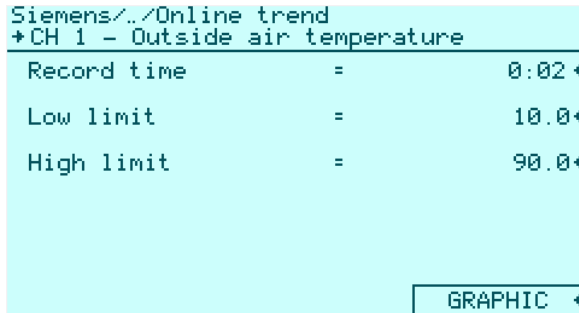 Siemens/../Online trend
→CH 1 – Outside air temperature
Record time = 0:02
Low limit = 10.0
High limit = 90.0
GRAPHIC